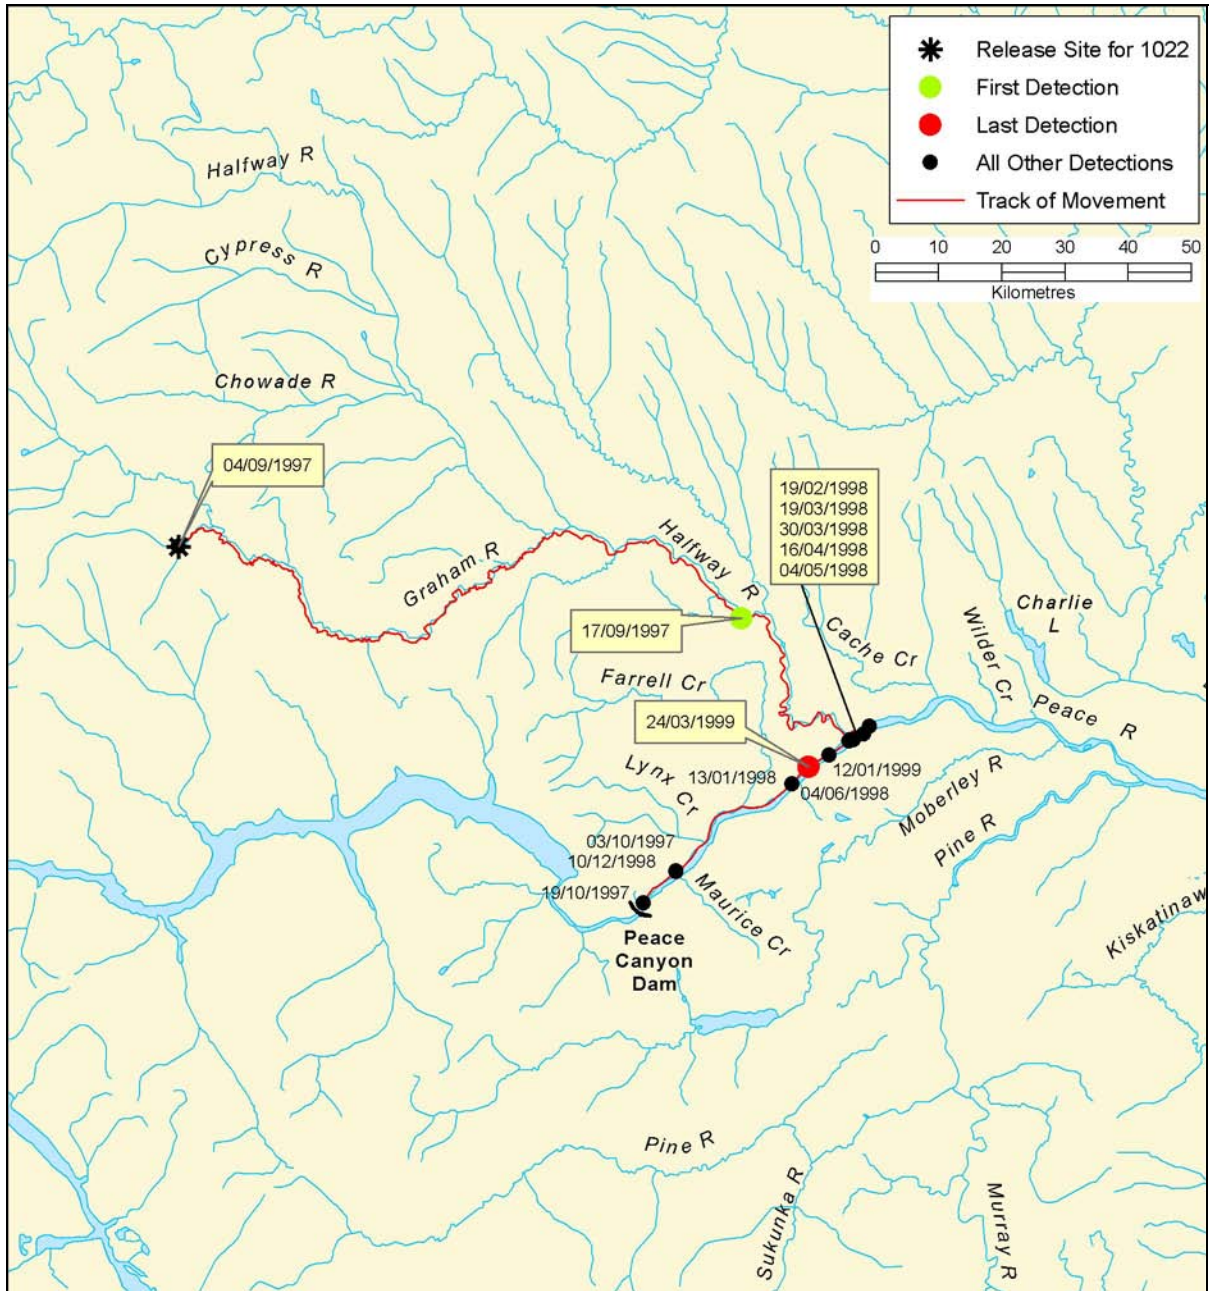 Release Site for 1022
First Detection
Last Detection
All Other Detections
Track of Movement
0 10 20 30 40 50
Kilometres
Halfway R
Cypress R
Chowade R
04/09/1997
19/02/1998
19/03/1998
30/03/1998
16/04/1998
04/05/1998
Halfway R
Graham R
17/09/1997
Cache Cr
Charlie
L
Wilder Cr
Peace R
Farrell Cr
24/03/1999
Lynx Cr
13/01/1998
12/01/1999
04/06/1998
Moberley R
Pine R
03/10/1997
10/12/1998
19/10/1997
Maurice Cr
Peace
Canyon
Dam
Kiskatinaw
Pine R
Sukunka R
Murray R